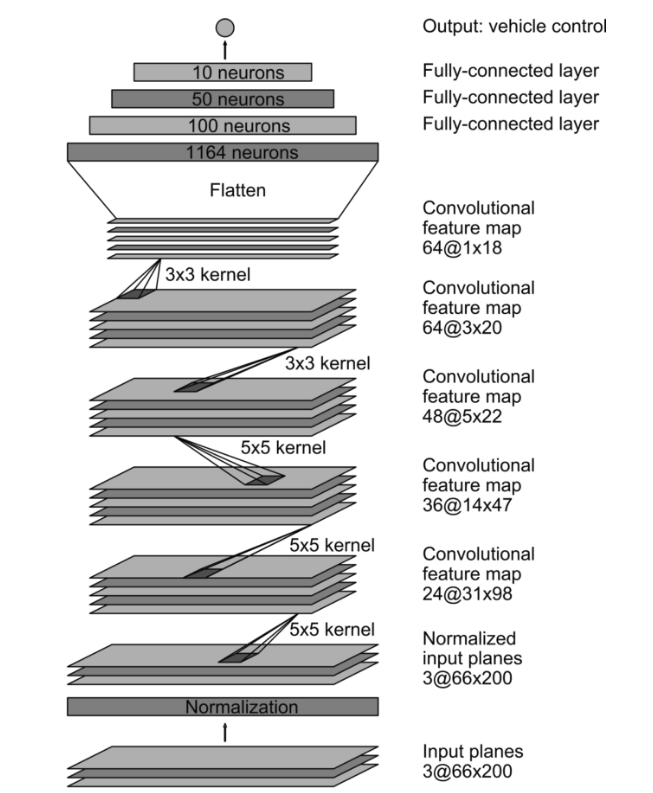 Output: vehicle control
10 neurons
Fully-connected layer
50 neurons
Fully-connected layer
100 neurons
Fully-connected layer
1164 neurons
Flatten
Convolutional
feature map
64@1x18
3x3 kernel
Convolutional
feature map
64@3x20
3x3 kernel
Convolutional
feature map
48@5x22
5x5 kernel
Convolutional
feature map
36@14x47
5x5 kernel
Convolutional
feature map
24@31x98
5x5 kernel
Normalized
input planes
3@66x200
Normalization
Input planes
3@66x200